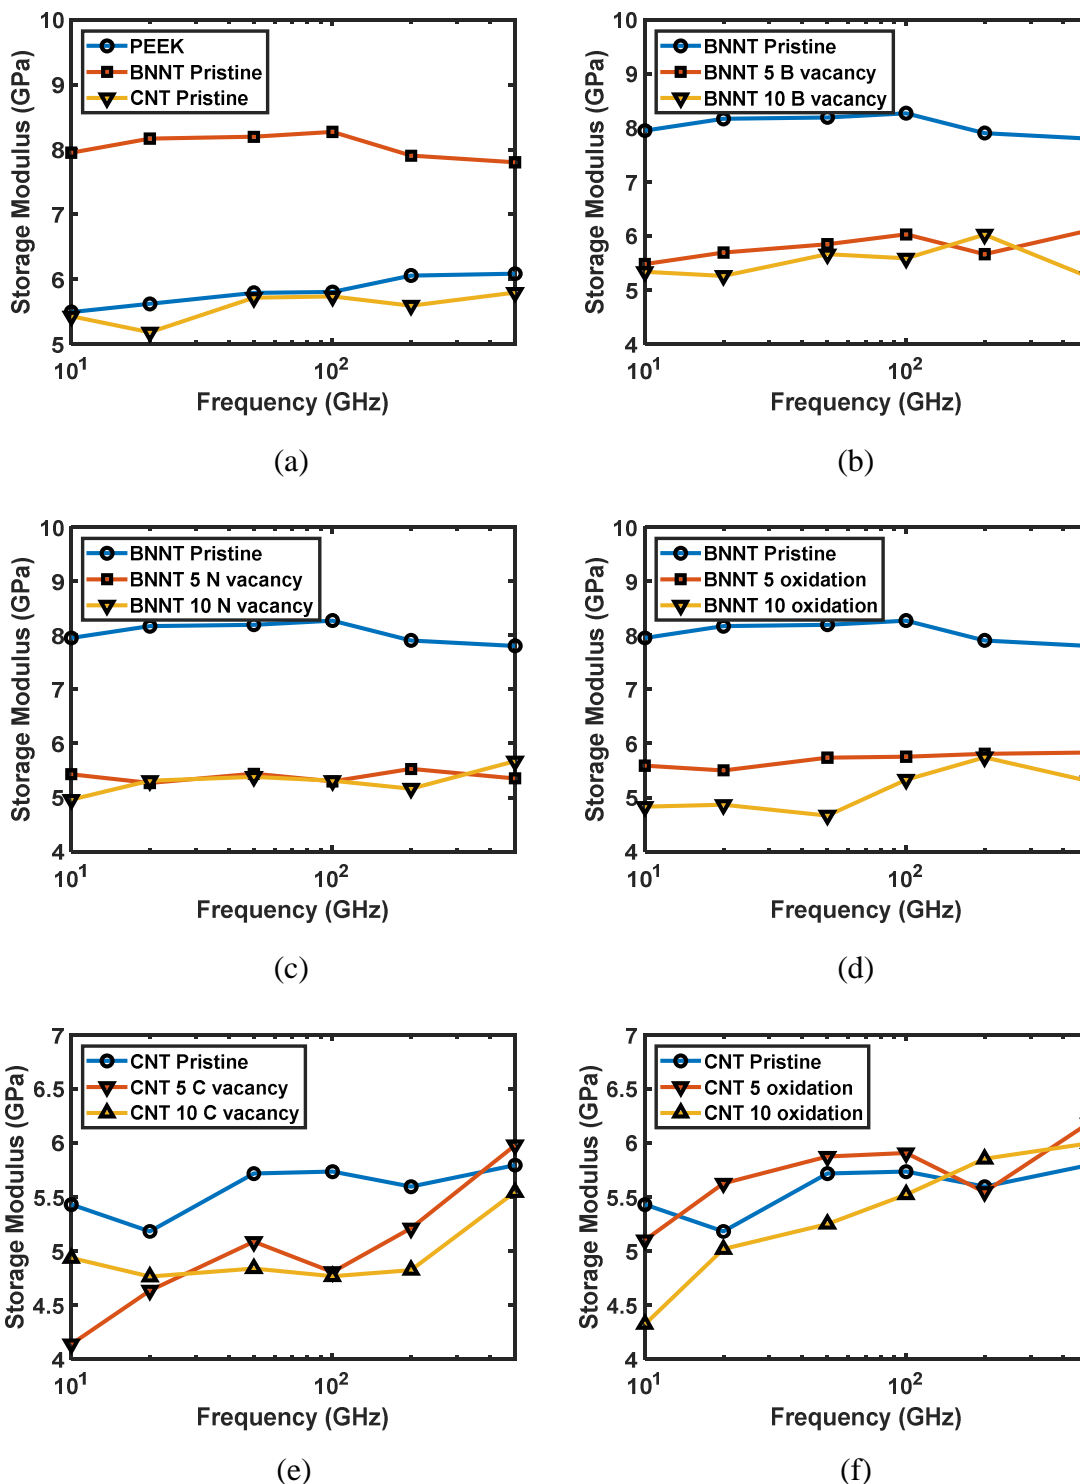 10
9
8
7
6
5
Storage Modulus (GPa)
PEEK
BNNT Pristine
CNT Pristine
10^1
10^2
Frequency (GHz)
(a)
10
9
8
7
6
5
4
Storage Modulus (GPa)
BNNT Pristine
BNNT 5 B vacancy
BNNT 10 B vacancy
10^1
10^2
Frequency (GHz)
(b)
10
9
8
7
6
5
4
Storage Modulus (GPa)
BNNT Pristine
BNNT 5 N vacancy
BNNT 10 N vacancy
10^1
10^2
Frequency (GHz)
(c)
10
9
8
7
6
5
4
Storage Modulus (GPa)
BNNT Pristine
BNNT 5 oxidation
BNNT 10 oxidation
10^1
10^2
Frequency (GHz)
(d)
7
6.5
6
5.5
5
4.5
4
Storage Modulus (GPa)
CNT Pristine
CNT 5 C vacancy
CNT 10 C vacancy
10^1
10^2
Frequency (GHz)
(e)
7
6.5
6
5.5
5
4.5
4
Storage Modulus (GPa)
CNT Pristine
CNT 5 oxidation
CNT 10 oxidation
10^1
10^2
Frequency (GHz)
(f)